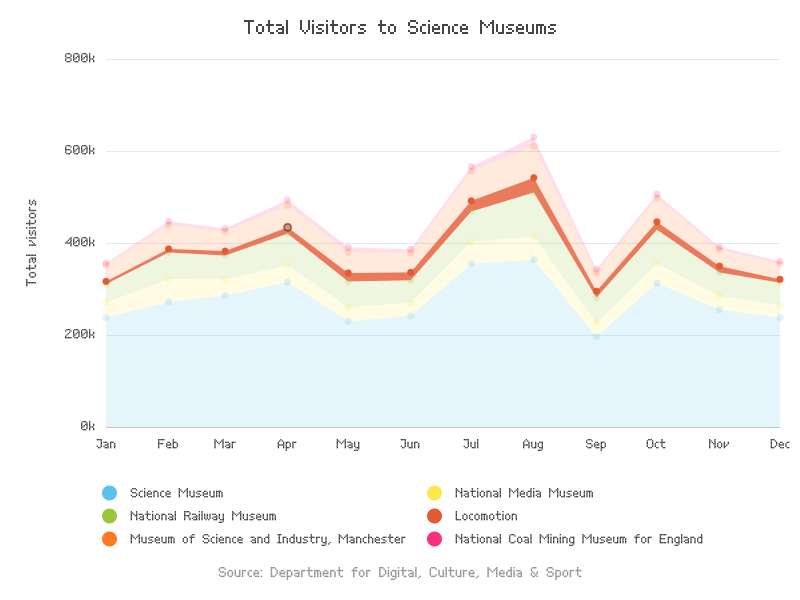 Total Visitors to Science Museums
800k
600k
400k
200k
0k
Total visitors
Jan Feb Mar Apr May Jun Jul Aug Sep Oct Nov Dec
Science Museum
National Media Museum
National Railway Museum
Locomotion
Museum of Science and Industry, Manchester
National Coal Mining Museum for England
Source: Department for Digital, Culture, Media & Sport